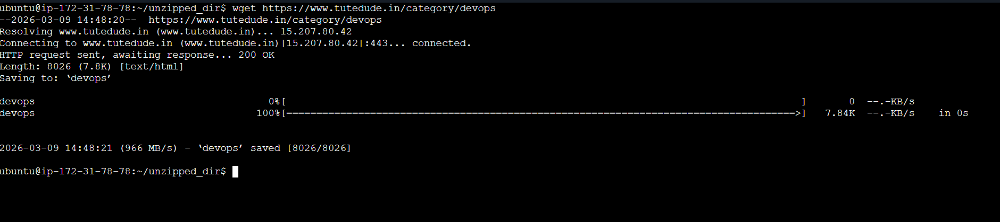 ubuntu@ip-172-31-78-78:~/unzipped_dir$ wget https://www.tutedude.in/category/devops
--2026-03-09 14:48:20--  https://www.tutedude.in/category/devops
Resolving www.tutedude.in (www.tutedude.in)... 15.207.80.42
Connecting to www.tutedude.in (www.tutedude.in)|15.207.80.42|:443... connected.
HTTP request sent, awaiting response... 200 OK
Length: 8026 (7.8K) [text/html]
Saving to: ‘devops’
devops 0%[ ] 0 --.-KB/s
devops 100%[=====================================================================================>] 7.84K --.-KB/s in 0s
2026-03-09 14:48:21 (966 MB/s) - ‘devops’ saved [8026/8026]
ubuntu@ip-172-31-78-78:~/unzipped_dir$